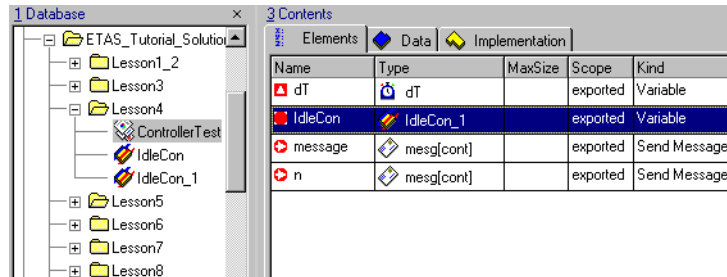 1 Database
ETAS_Tutorial_Solution
Lesson1_2
Lesson3
Lesson4
ControllerTest
IdleCon
IdleCon_1
Lesson5
Lesson6
Lesson7
Lesson8
3 Contents
Elements Data Implementation
Name Type MaxSize Scope Kind
dT dT exported Variable
IdleCon IdleCon_1 exported Variable
message mesg[cont] exported Send Message
n mesg[cont] exported Send Message